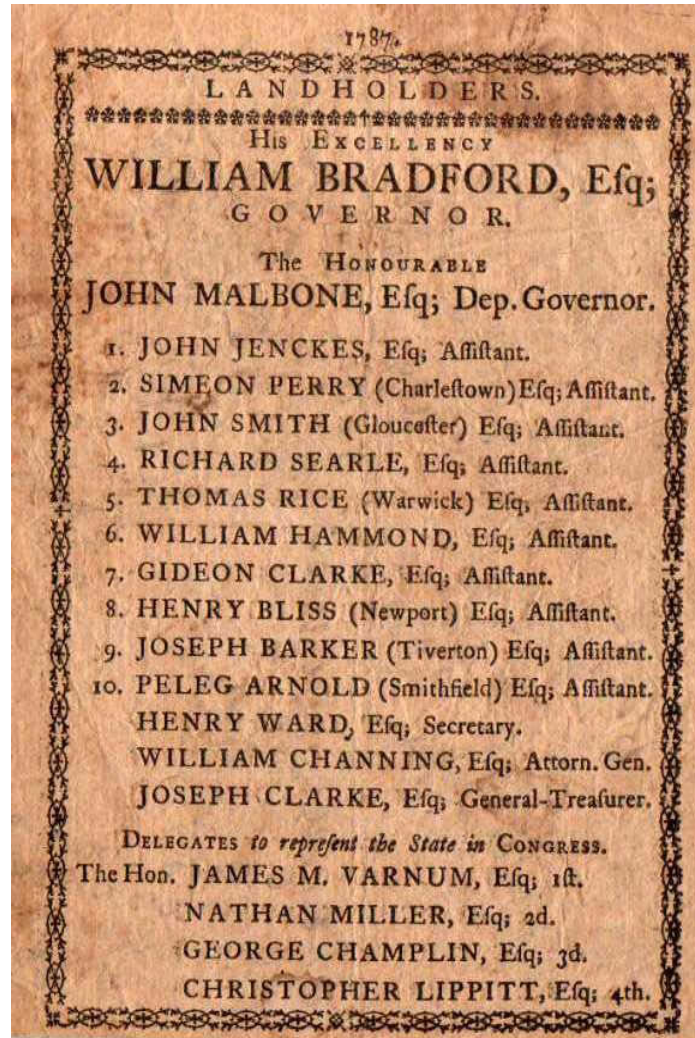 1787.
LANDHOLDERS.
His EXCELLENCY
WILLIAM BRADFORD, Eſq;
GOVERNOR.
The HONOURABLE
JOHN MALBONE, Eſq; Dep. Governor.
1. JOHN JENCKES, Eſq; Aſſiſtant.
2. SIMEON PERRY (Charleſtown) Eſq; Aſſiſtant.
3. JOHN SMITH (Glouceſter) Eſq; Aſſiſtant.
4. RICHARD SEARLE, Eſq; Aſſiſtant.
5. THOMAS RICE (Warwick) Eſq; Aſſiſtant.
6. WILLIAM HAMMOND, Eſq; Aſſiſtant.
7. GIDEON CLARKE, Eſq; Aſſiſtant.
8. HENRY BLISS (Newport) Eſq; Aſſiſtant.
9. JOSEPH BARKER (Tiverton) Eſq; Aſſiſtant.
10. PELEG ARNOLD (Smithfield) Eſq; Aſſiſtant.
HENRY WARD, Eſq; Secretary.
WILLIAM CHANNING, Eſq; Attorn. Gen.
JOSEPH CLARKE, Eſq; General-Treaſurer.
DELEGATES to repreſent the State in CONGRESS.
The Hon. JAMES M. VARNUM, Eſq; 1ſt.
NATHAN MILLER, Eſq; 2d.
GEORGE CHAMPLIN, Eſq; 3d.
CHRISTOPHER LIPPITT, Eſq; 4th.